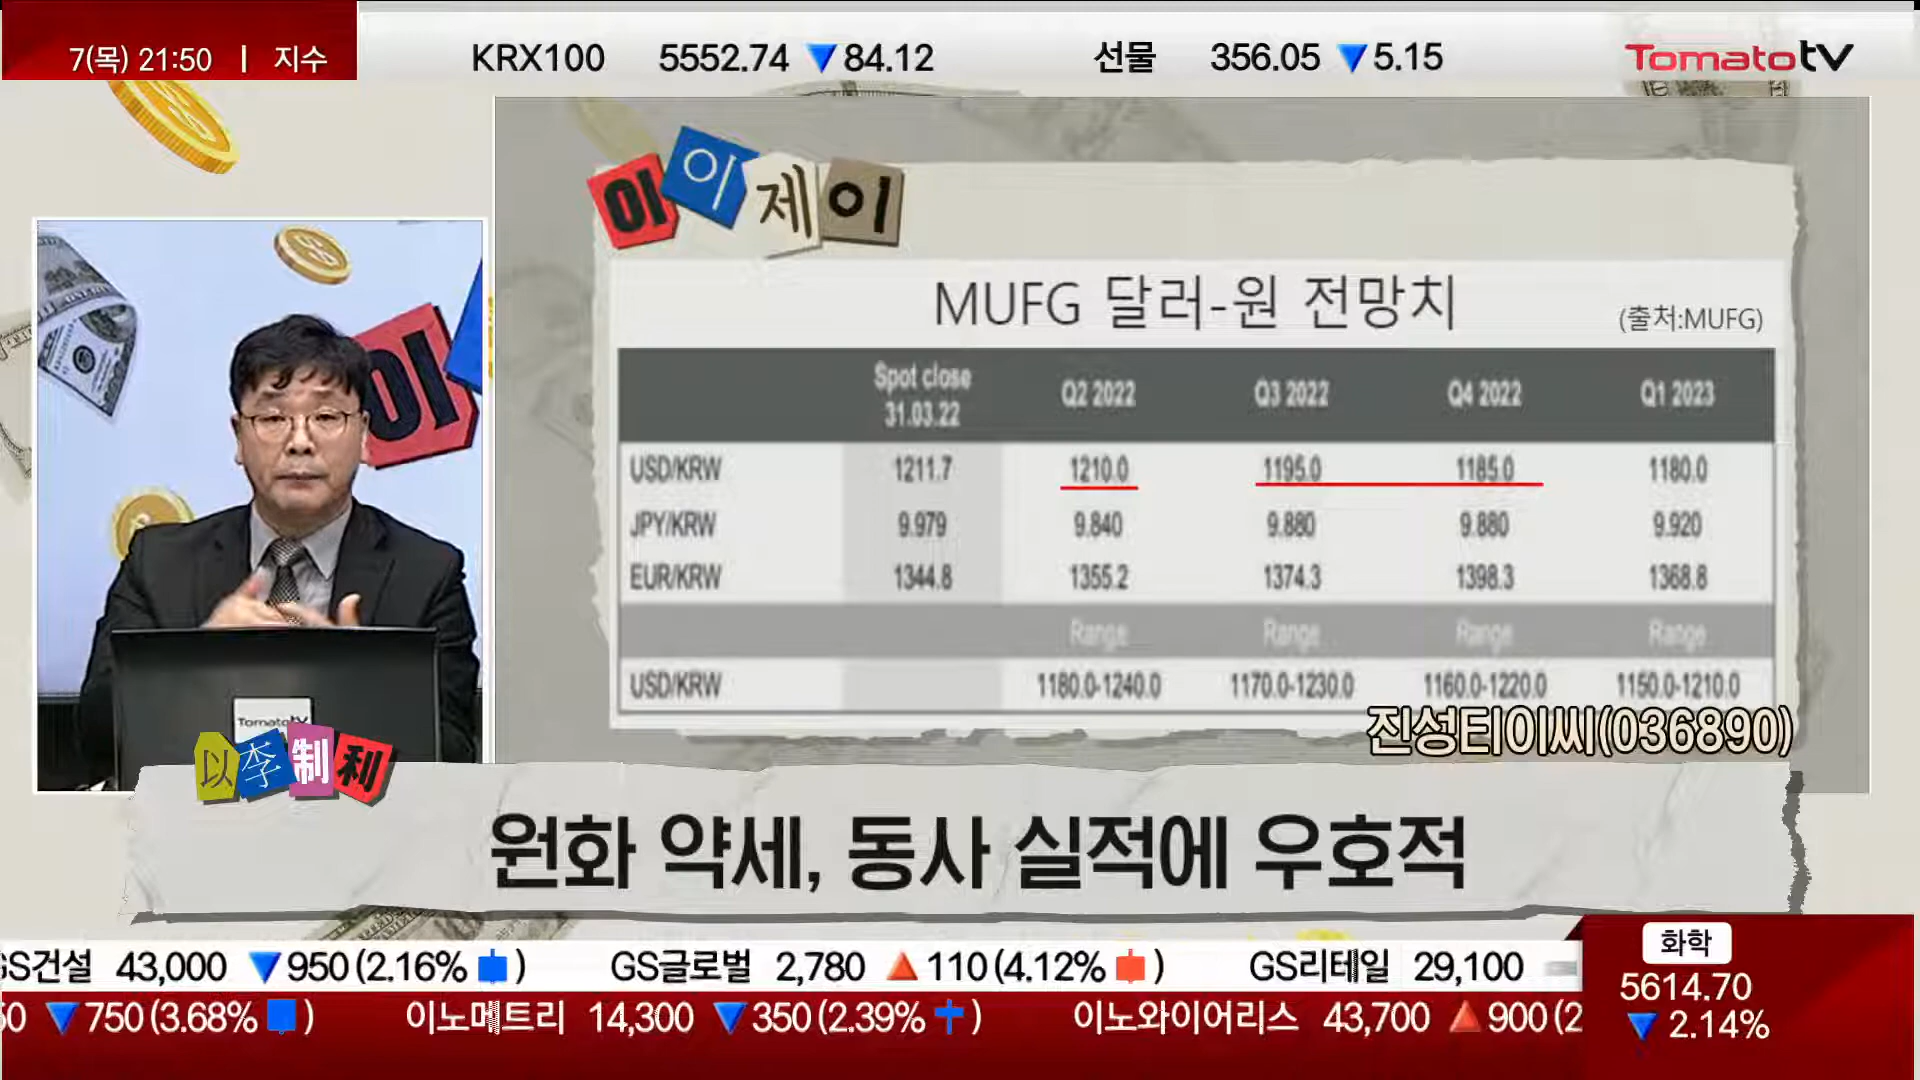 7(목) 21:50 | 지수
KRX100 5552.74 ▼84.12 선물 356.05 ▼5.15
Tomatotv
이이제이
MUFG 달러-원 전망치
(출처:MUFG)
Spot close 31.03.22 Q2 2022 Q3 2022 Q4 2022 Q1 2023
USD/KRW 1211.7 1210.0 1195.0 1185.0 1180.0
JPY/KRW 9.979 9.840 9.880 9.880 9.920
EUR/KRW 1344.8 1355.2 1374.3 1398.3 1368.8
Range Range Range Range
USD/KRW 1180.0-1240.0 1170.0-1230.0 1160.0-1220.0 1150.0-1210.0
진성티이씨(036890)
이
Tomatotv
以李制利
원화 약세, 동사 실적에 우호적
GS건설 43,000 ▼950(2.16%) GS글로벌 2,780 ▲110(4.12%) GS리테일 29,100
50 ▼750(3.68%) 이노메트리 14,300 ▼350(2.39%) 이노와이어리스 43,700 ▲900(2
화학
5614.70
▼2.14%